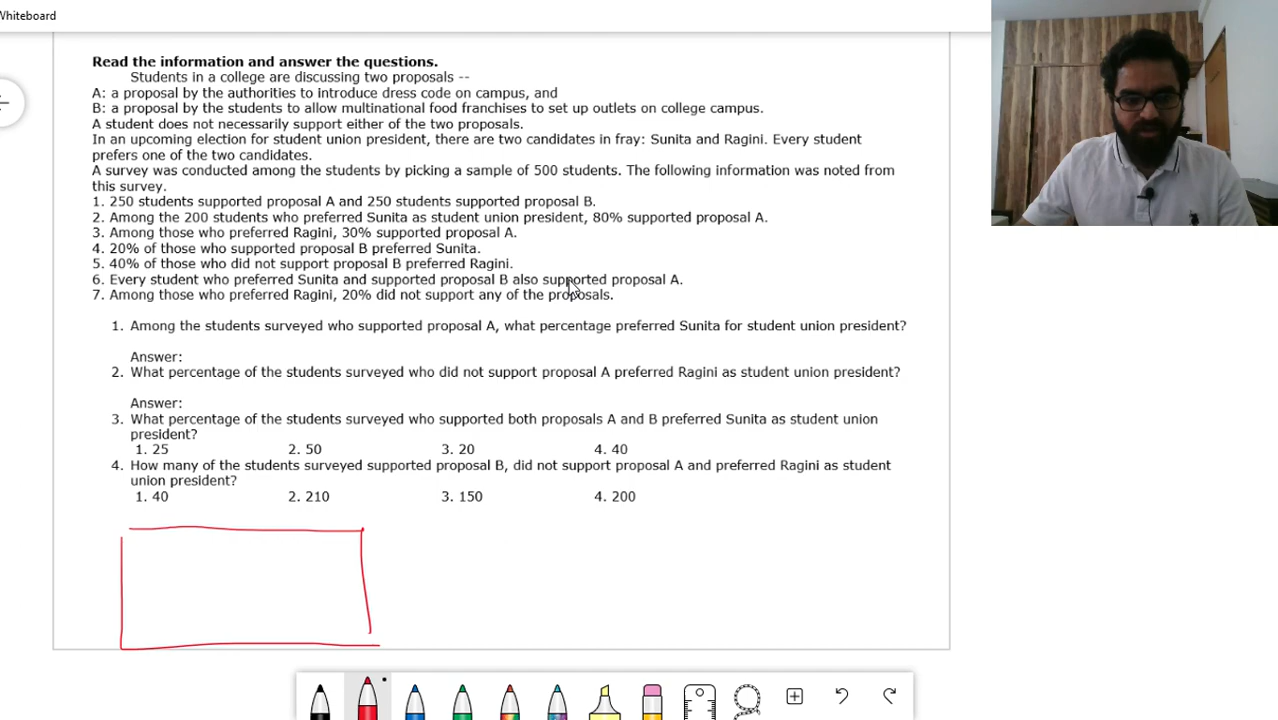 Whiteboard
Read the information and answer the questions.
Students in a college are discussing two proposals --
A: a proposal by the authorities to introduce dress code on campus, and
B: a proposal by the students to allow multinational food franchises to set up outlets on college campus.
A student does not necessarily support either of the two proposals.
In an upcoming election for student union president, there are two candidates in fray: Sunita and Ragini. Every student
prefers one of the two candidates.
A survey was conducted among the students by picking a sample of 500 students. The following information was noted from
this survey.
1. 250 students supported proposal A and 250 students supported proposal B.
2. Among the 200 students who preferred Sunita as student union president, 80% supported proposal A.
3. Among those who preferred Ragini, 30% supported proposal A.
4. 20% of those who supported proposal B preferred Sunita.
5. 40% of those who did not support proposal B preferred Ragini.
6. Every student who preferred Sunita and supported proposal B also supported proposal A.
7. Among those who preferred Ragini, 20% did not support any of the proposals.
1. Among the students surveyed who supported proposal A, what percentage preferred Sunita for student union president?
Answer:
2. What percentage of the students surveyed who did not support proposal A preferred Ragini as student union president?
Answer:
3. What percentage of the students surveyed who supported both proposals A and B preferred Sunita as student union
president?
1. 25 2. 50 3. 20 4. 40
4. How many of the students surveyed supported proposal B, did not support proposal A and preferred Ragini as student
union president?
1. 40 2. 210 3. 150 4. 200